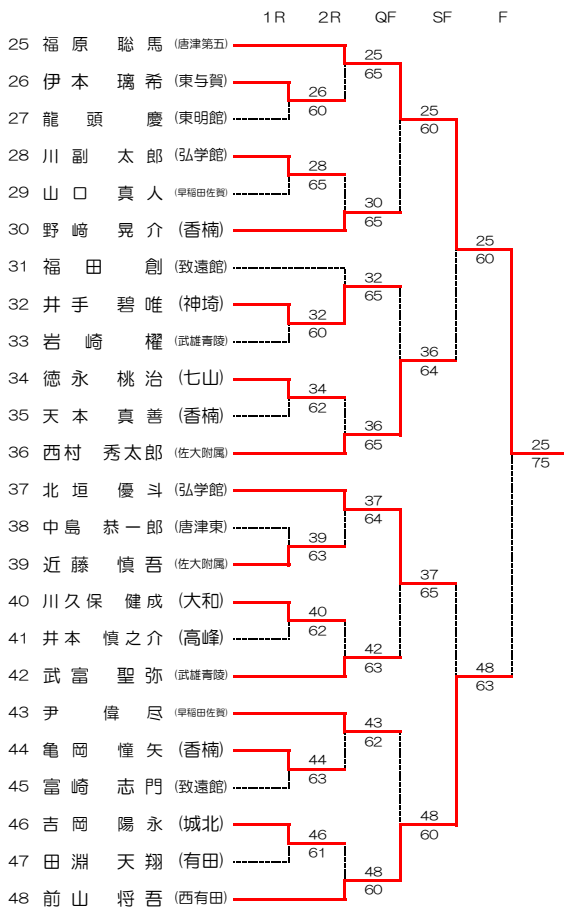 1R 2R QF SF F
25 福原 聡馬 (唐津第五)
25
65
26 伊本 璃希 (東与賀)
26
60
25
60
27 龍頭 慶 (東明館)
28 川副 太郎 (弘学館)
28
65
29 山口 真人 (早稲田佐賀)
30
65
30 野﨑 晃介 (香楠)
25
60
31 福田 創 (致遠館)
32
65
32 井手 碧唯 (神埼)
32
60
33 岩崎 櫂 (武雄青陵)
36
64
34 徳永 桃治 (七山)
34
62
35 天本 真善 (香楠)
36
65
36 西村 秀太郎 (佐大附属)
25
75
37 北垣 優斗 (弘学館)
37
64
38 中島 恭一郎 (唐津東)
39
63
39 近藤 慎吾 (佐大附属)
37
65
40 川久保 健成 (大和)
40
62
41 井本 慎之介 (高峰)
42
63
42 武富 聖弥 (武雄青陵)
48
63
43 尹 偉尽 (早稲田佐賀)
43
62
44 亀岡 憧矢 (香楠)
44
63
45 富崎 志門 (致遠館)
48
60
46 吉岡 陽永 (城北)
46
61
47 田淵 天翔 (有田)
48
60
48 前山 将吾 (西有田)